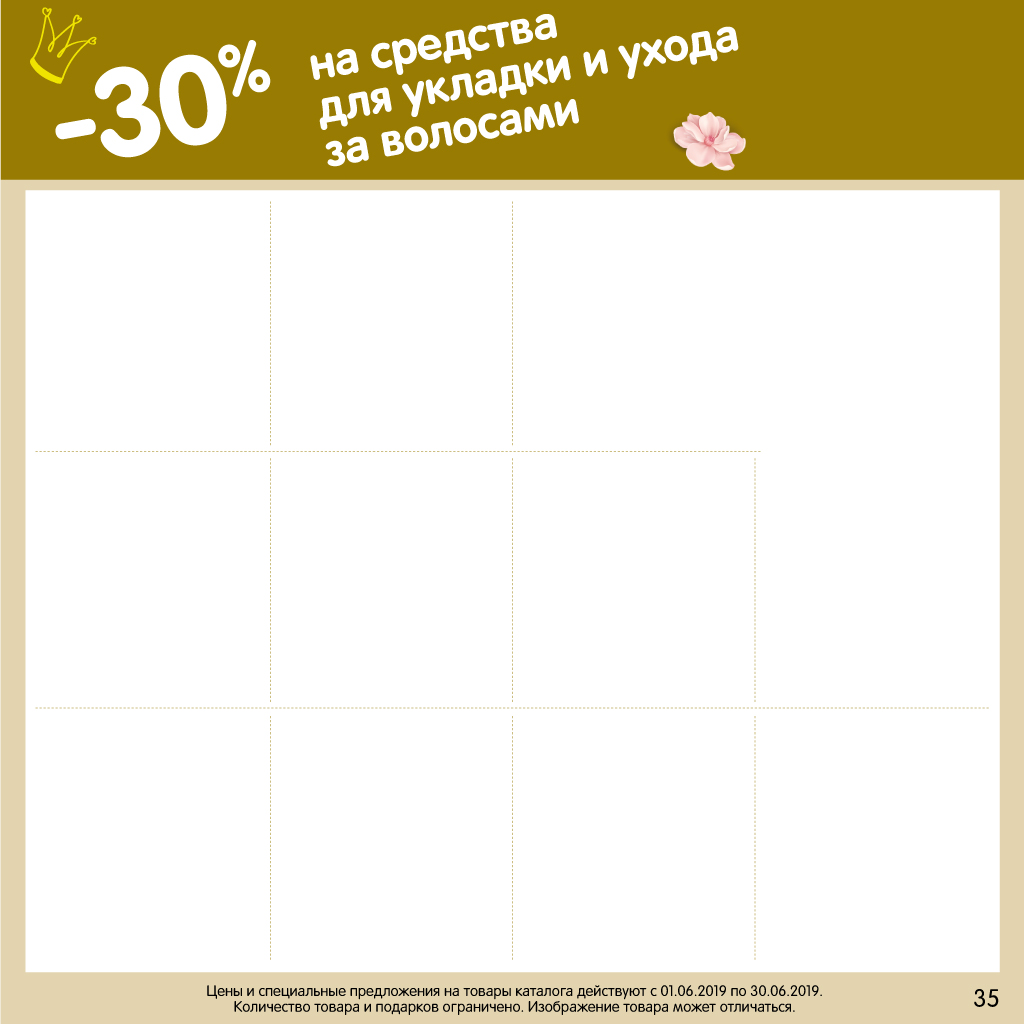 -30%
на средства
для укладки и ухода
за волосами
Цены и специальные предложения на товары каталога действуют с 01.06.2019 по 30.06.2019.
Количество товара и подарков ограничено. Изображение товара может отличаться.
35